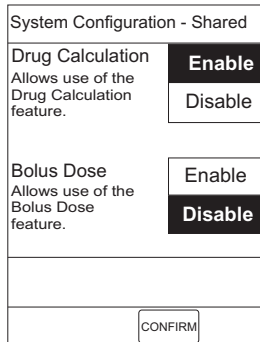 System Configuration - Shared
Drug Calculation
Allows use of the
Drug Calculation
feature.
Enable
Disable
Bolus Dose
Allows use of the
Bolus Dose
feature.
Enable
Disable
CONFIRM